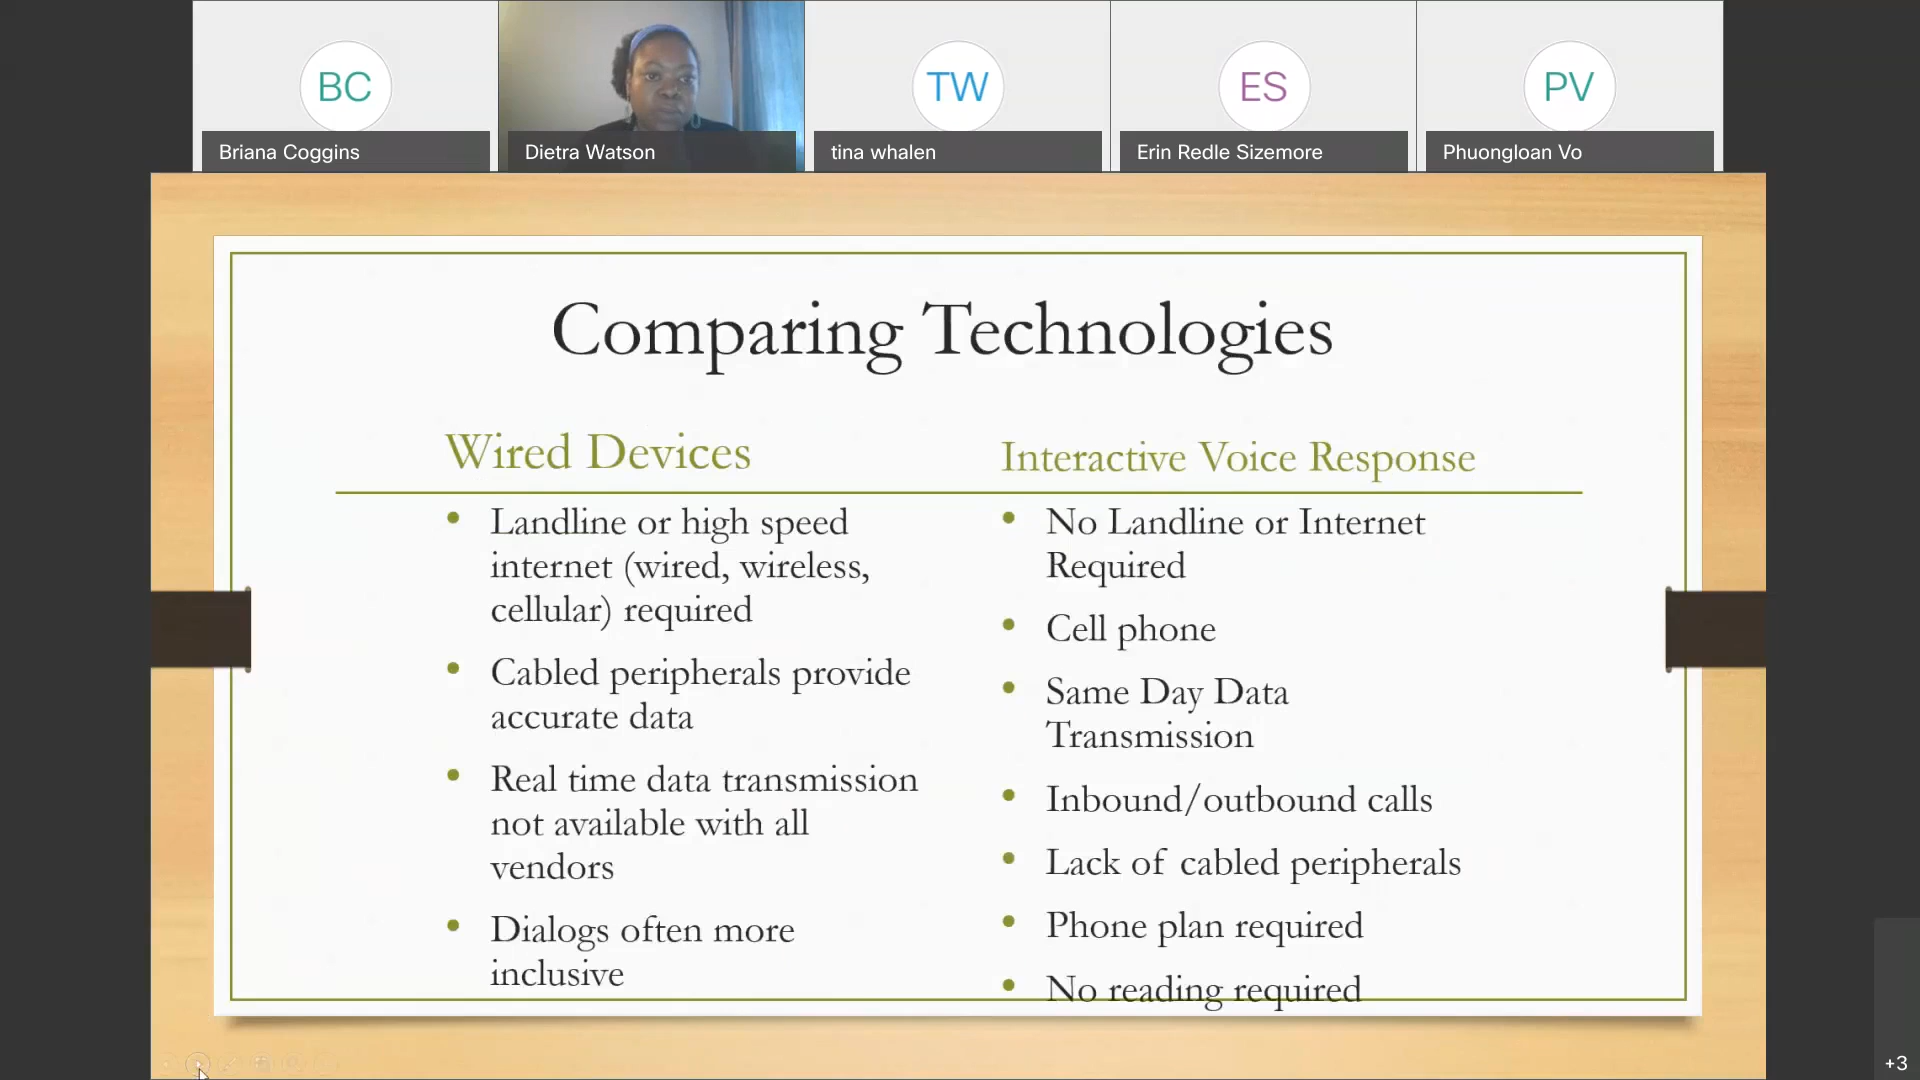 BC
TW
ES
PV
Briana Coggins
Dietra Watson
tina whalen
Erin Redle Sizemore
Phuongloan Vo
Comparing Technologies
Wired Devices
Landline or high speed
internet (wired, wireless,
cellular) required
Cabled peripherals provide
accurate data
Real time data transmission
not available with all
vendors
Dialogs often more
inclusive
Interactive Voice Response
No Landline or Internet
Required
Cell phone
Same Day Data
Transmission
Inbound/outbound calls
Lack of cabled peripherals
Phone plan required
No reading required
+3